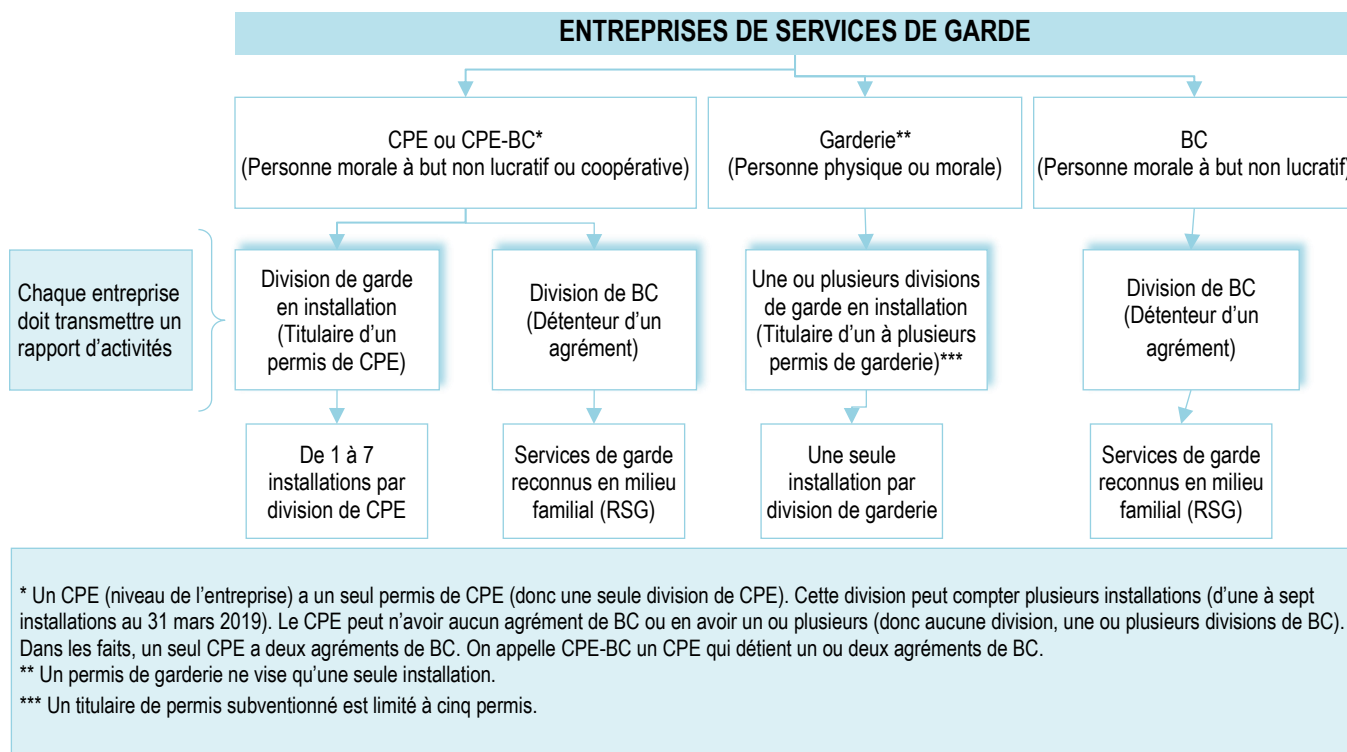 ENTREPRISES DE SERVICES DE GARDE
CPE ou CPE-BC*
(Personne morale à but non lucratif ou coopérative)
Garderie**
(Personne physique ou morale)
BC
(Personne morale à but non lucratif)
Chaque entreprise
doit transmettre un
rapport d’activités
Division de garde
en installation
(Titulaire d’un
permis de CPE)
Division de BC
(Détenteur d’un
agrément)
Une ou plusieurs divisions
de garde en installation
(Titulaire d’un à plusieurs
permis de garderie)***
Division de BC
(Détenteur d’un
agrément)
De 1 à 7
installations par
division de CPE
Services de garde
reconnus en milieu
familial (RSG)
Une seule
installation par
division de garderie
Services de garde
reconnus en milieu
familial (RSG)
* Un CPE (niveau de l’entreprise) a un seul permis de CPE (donc une seule division de CPE). Cette division peut compter plusieurs installations (d’une à sept
installations au 31 mars 2019). Le CPE peut n’avoir aucun agrément de BC ou en avoir un ou plusieurs (donc aucune division, une ou plusieurs divisions de BC).
Dans les faits, un seul CPE a deux agréments de BC. On appelle CPE-BC un CPE qui détient un ou deux agréments de BC.
** Un permis de garderie ne vise qu’une seule installation.
*** Un titulaire de permis subventionné est limité à cinq permis.